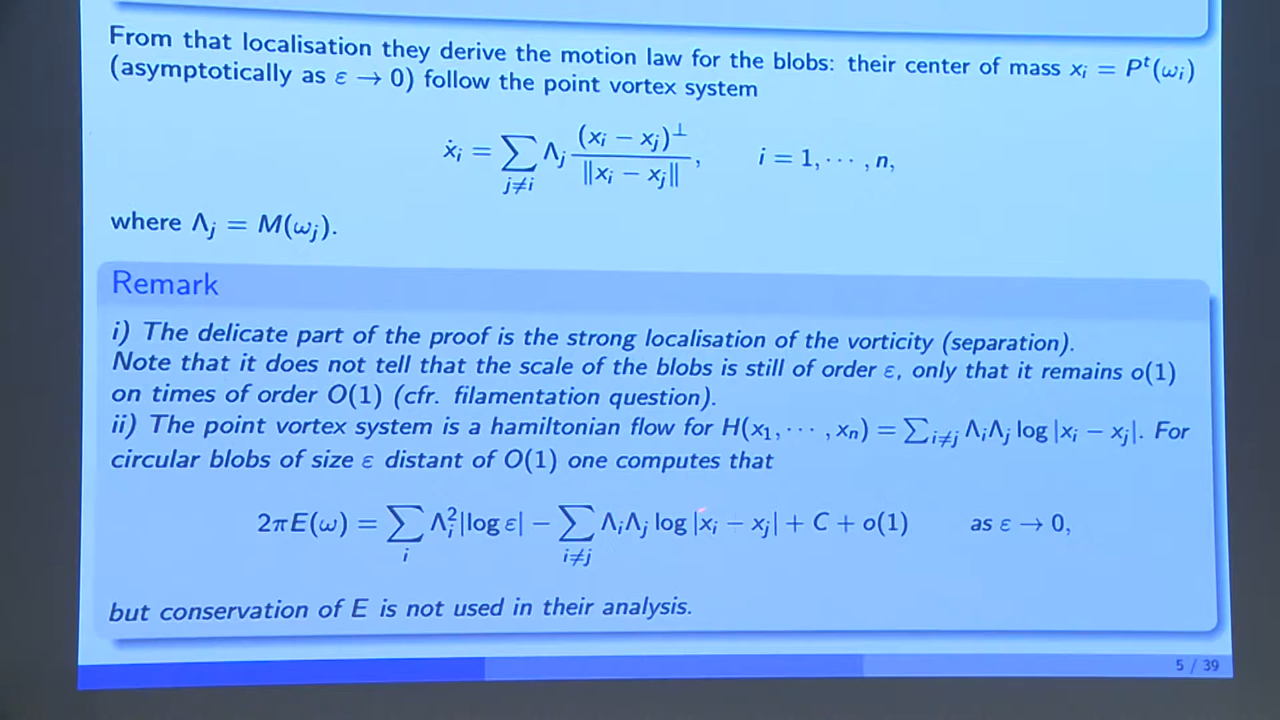 From that localisation they derive the motion law for the blobs: their center of mass xᵢ = Pᵗ(ωᵢ)
(asymptotically as ε → 0) follow the point vortex system
ẋᵢ = ∑_{j≠i} Λⱼ (xᵢ − xⱼ)^⊥ / ‖xᵢ − xⱼ‖, i = 1, ⋯ , n,
where Λⱼ = M(ωⱼ).
Remark
i) The delicate part of the proof is the strong localisation of the vorticity (separation).
Note that it does not tell that the scale of the blobs is still of order ε, only that it remains o(1)
on times of order O(1) (cfr. filamentation question).
ii) The point vortex system is a hamiltonian flow for H(x₁, ⋯ , xₙ) = ∑_{i≠j} ΛᵢΛⱼ log |xᵢ − xⱼ|. For
circular blobs of size ε distant of O(1) one computes that
2πE(ω) = ∑_i Λᵢ²|log ε| − ∑_{i≠j} ΛᵢΛⱼ log |xᵢ − xⱼ| + C + o(1) as ε → 0,
but conservation of E is not used in their analysis.
5 / 39